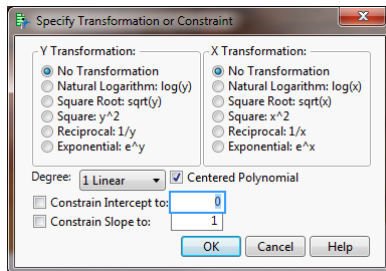 Specify Transformation or Constraint
Y Transformation:
No Transformation
Natural Logarithm: log(y)
Square Root: sqrt(y)
Square: y^2
Reciprocal: 1/y
Exponential: e^y
X Transformation:
No Transformation
Natural Logarithm: log(x)
Square Root: sqrt(x)
Square: x^2
Reciprocal: 1/x
Exponential: e^x
Degree: 1 Linear Centered Polynomial
Constrain Intercept to: 0
Constrain Slope to: 1
OK Cancel Help